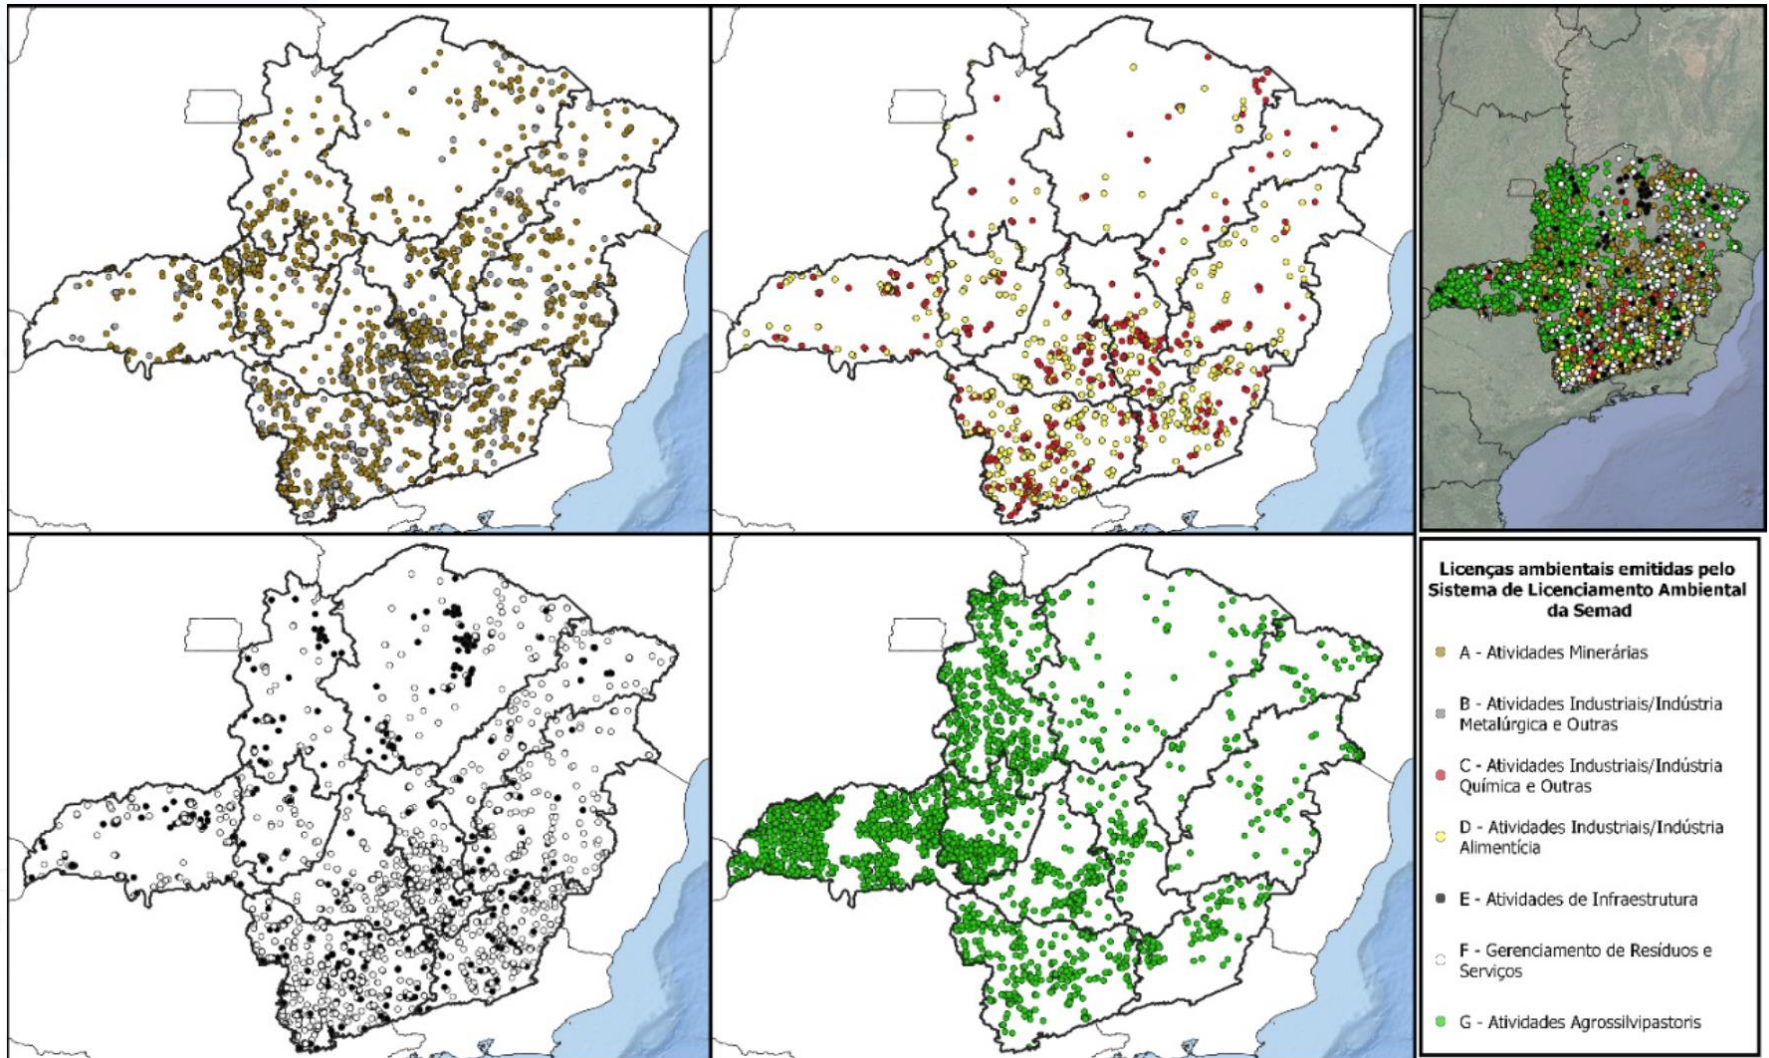 Licenças ambientais emitidas pelo
Sistema de Licenciamento Ambiental
da Semad
A - Atividades Minerárias
B - Atividades Industriais/Indústria
Metalúrgica e Outras
C - Atividades Industriais/Indústria
Química e Outras
D - Atividades Industriais/Indústria
Alimentícia
E - Atividades de Infraestrutura
F - Gerenciamento de Resíduos e
Serviços
G - Atividades Agrossilvipastoris